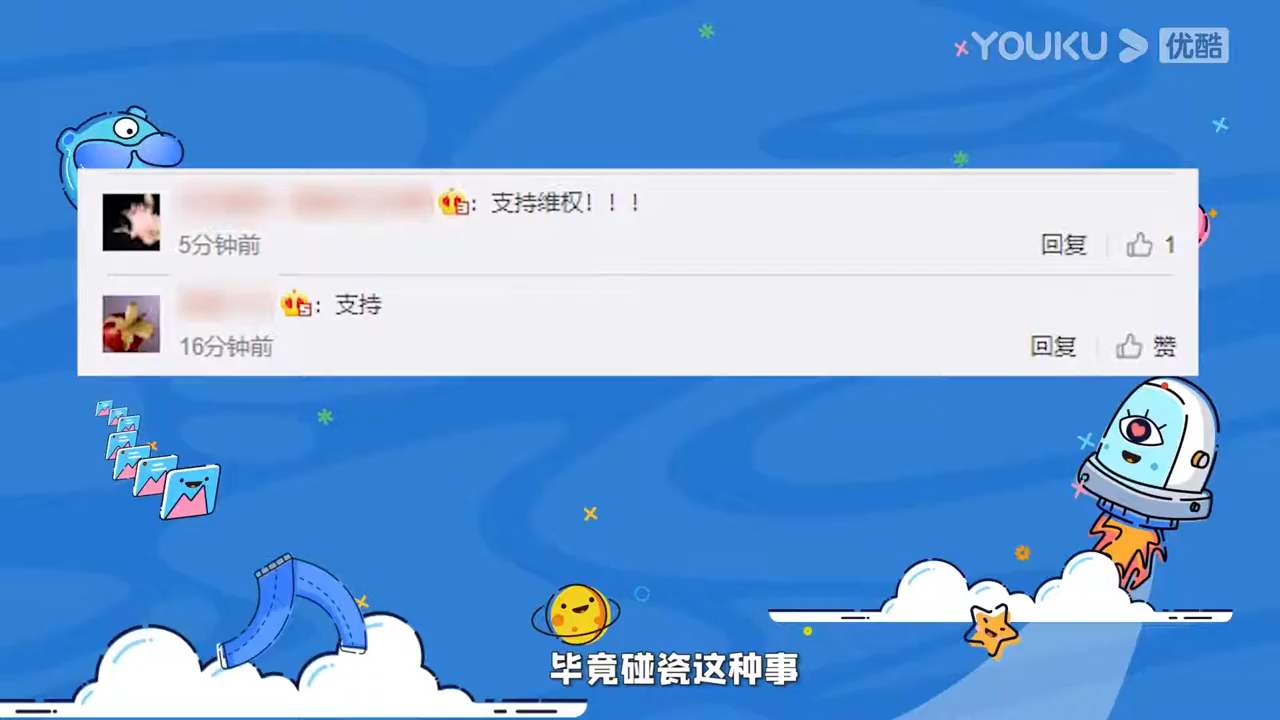 YOUKU 优酷
支持维权！！！
5分钟前
回复 1
支持
16分钟前
回复 赞
毕竟碰瓷这种事